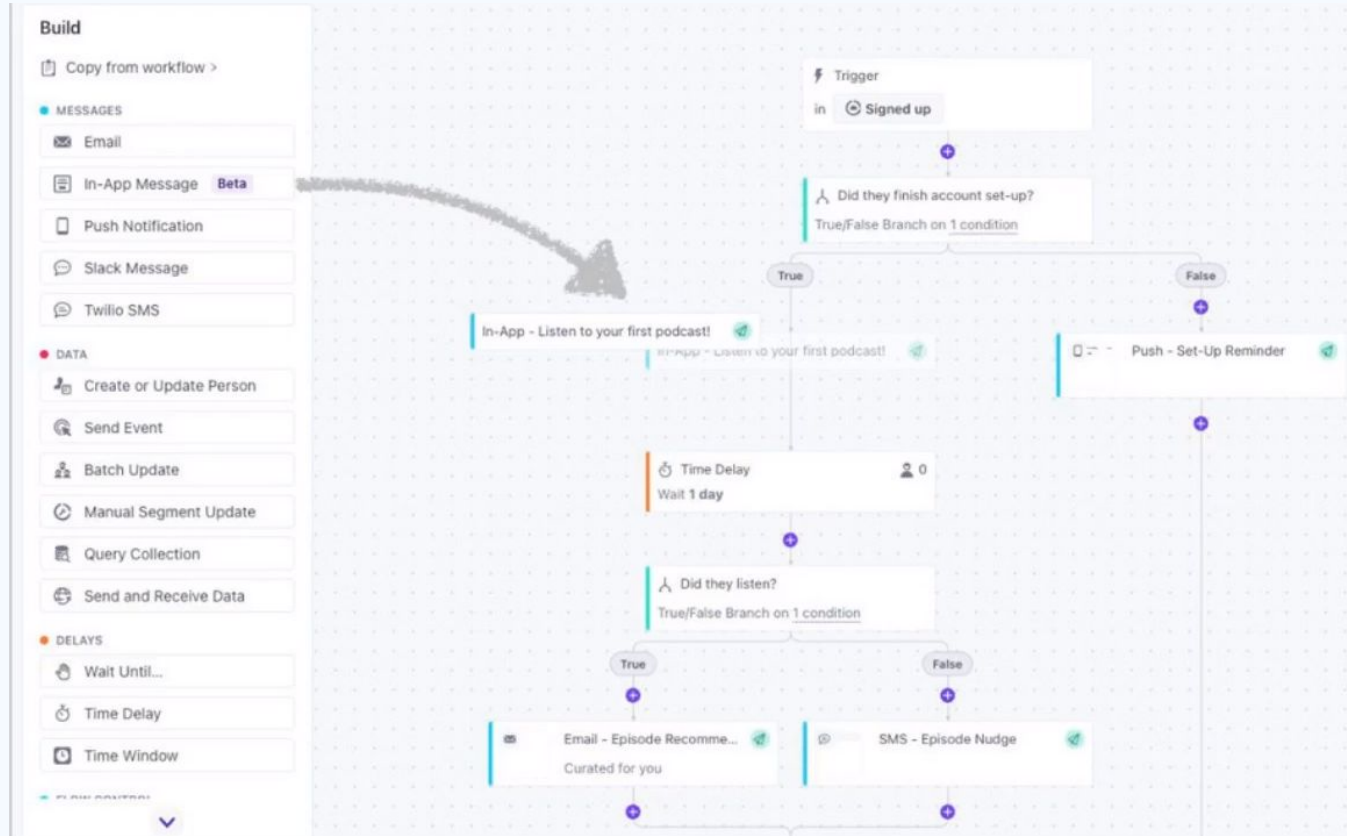 Build
Copy from workflow >
MESSAGES
Email
In-App Message Beta
Push Notification
Slack Message
Twilio SMS
DATA
Create or Update Person
Send Event
Batch Update
Manual Segment Update
Query Collection
Send and Receive Data
DELAYS
Wait Until...
Time Delay
Time Window
FLOW CONTROL
Trigger
in Signed up
Did they finish account set-up?
True/False Branch on 1 condition
True
False
In-App - Listen to your first podcast!
In-App - Listen to your first podcast!
Push - Set-Up Reminder
Time Delay 0
Wait 1 day
Did they listen?
True/False Branch on 1 condition
True
False
Email - Episode Recomme...
Curated for you
SMS - Episode Nudge